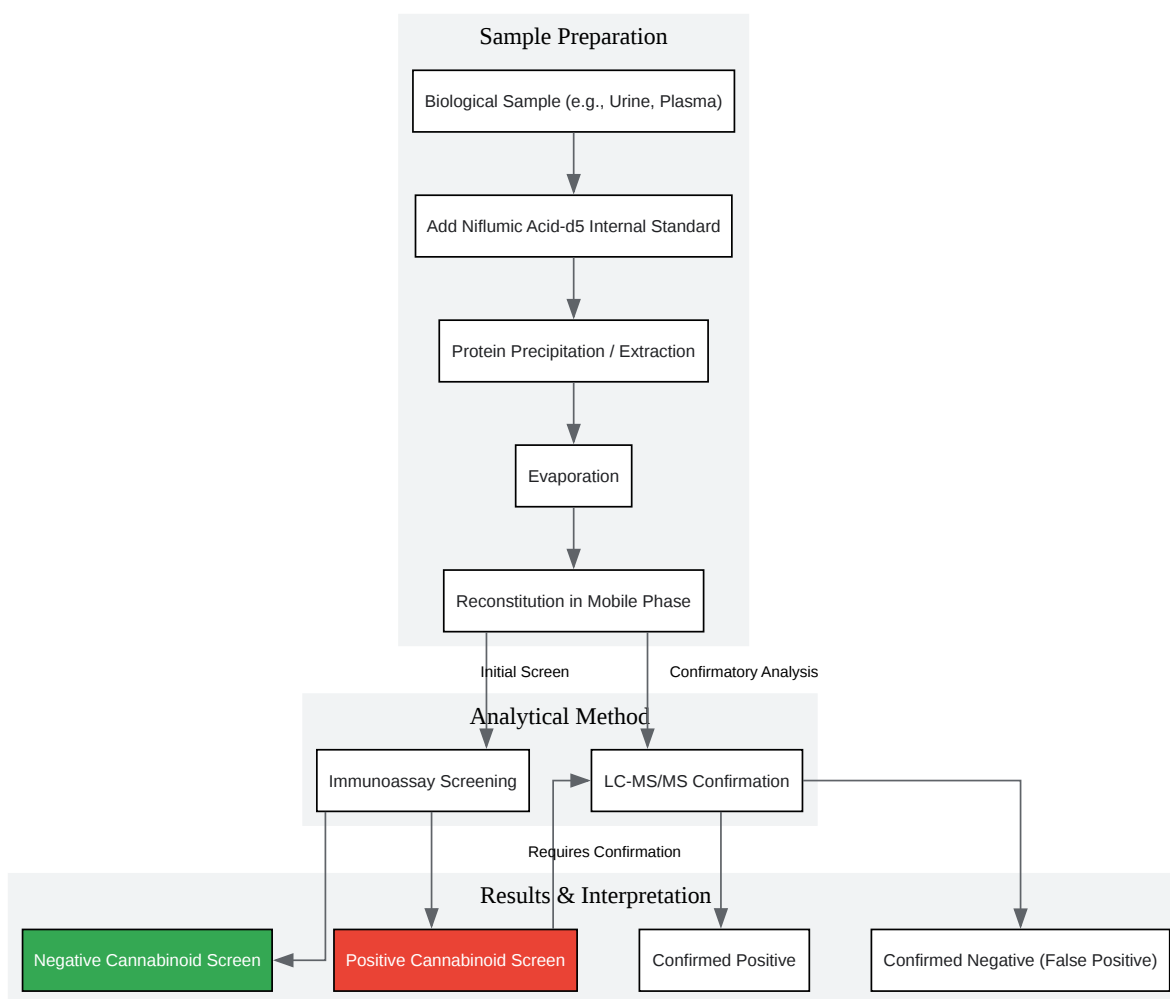 Sample Preparation
Biological Sample (e.g., Urine, Plasma)
Add Niflumic Acid-d5 Internal Standard
Protein Precipitation / Extraction
Evaporation
Reconstitution in Mobile Phase
Initial Screen
Confirmatory Analysis
Analytical Method
Immunoassay Screening
LC-MS/MS Confirmation
Requires Confirmation
Results & Interpretation
Negative Cannabinoid Screen
Positive Cannabinoid Screen
Confirmed Positive
Confirmed Negative (False Positive)